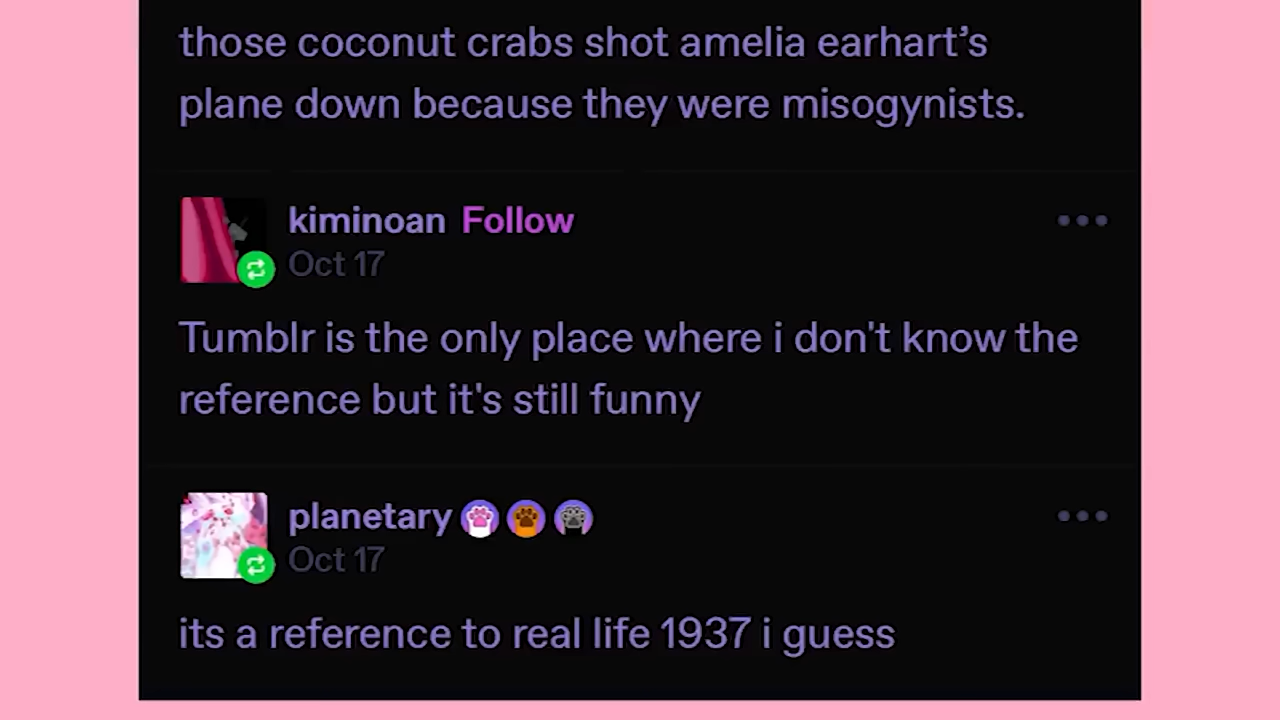 those coconut crabs shot amelia earhart’s
plane down because they were misogynists.
kiminoan Follow
Oct 17
Tumblr is the only place where i don't know the
reference but it's still funny
planetary
Oct 17
its a reference to real life 1937 i guess